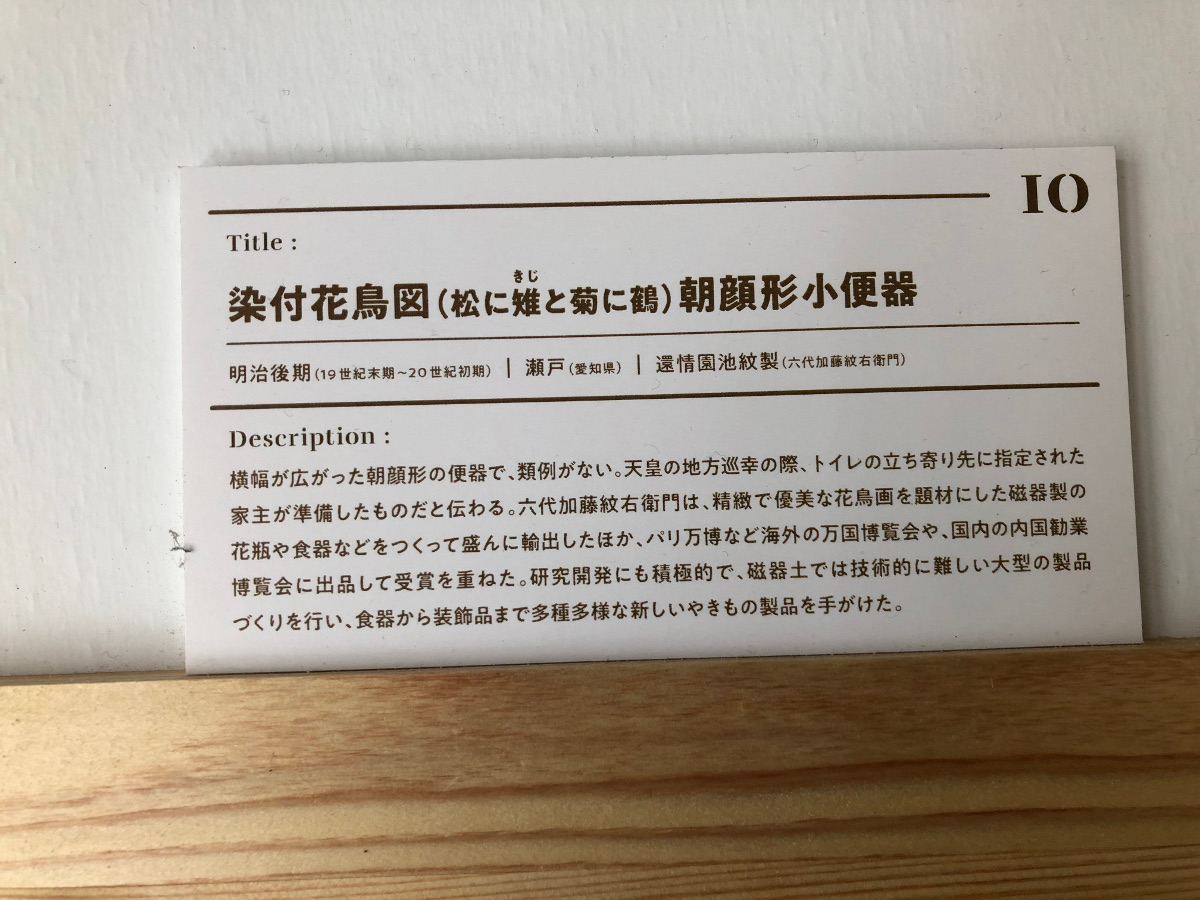 10
Title :
きじ
染付花鳥図(松に雉と菊に鶴)朝顔形小便器
明治後期(19世紀末期~20世紀初期) | 瀬戸(愛知県) | 還情園池紋製(六代加藤紋右衛門)
Description :
横幅が広がった朝顔形の便器で、類例がない。天皇の地方巡幸の際、トイレの立ち寄り先に指定された
家主が準備したものだと伝わる。六代加藤紋右衛門は、精緻で優美な花鳥画を題材にした磁器製の
花瓶や食器などをつくって盛んに輸出したほか、パリ万博など海外の万国博覧会や、国内の内国勧業
博覧会に出品して受賞を重ねた。研究開発にも積極的で、磁器土では技術的に難しい大型の製品
づくりを行い、食器から装飾品まで多種多様な新しいやきもの製品を手がけた。